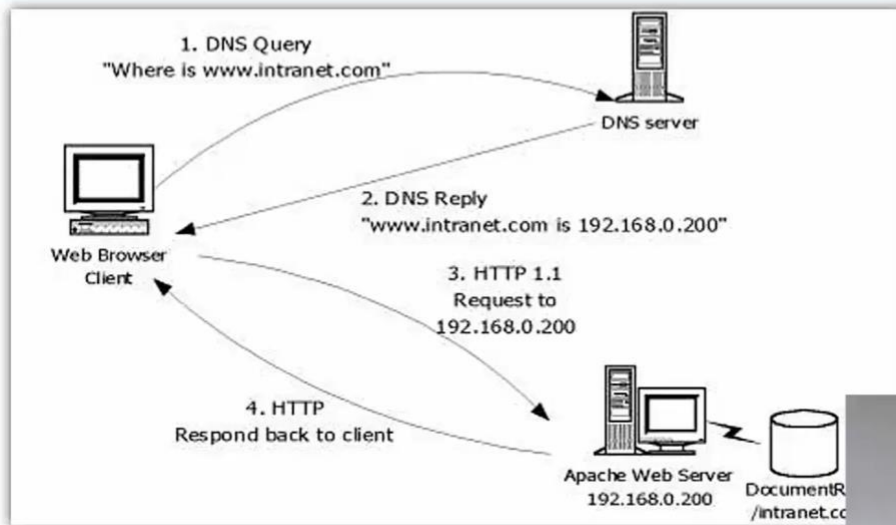 1. DNS Query
"Where is www.intranet.com"
DNS server
2. DNS Reply
"www.intranet.com is 192.168.0.200"
Web Browser
Client
3. HTTP 1.1
Request to
192.168.0.200
4. HTTP
Respond back to client
Apache Web Server
192.168.0.200